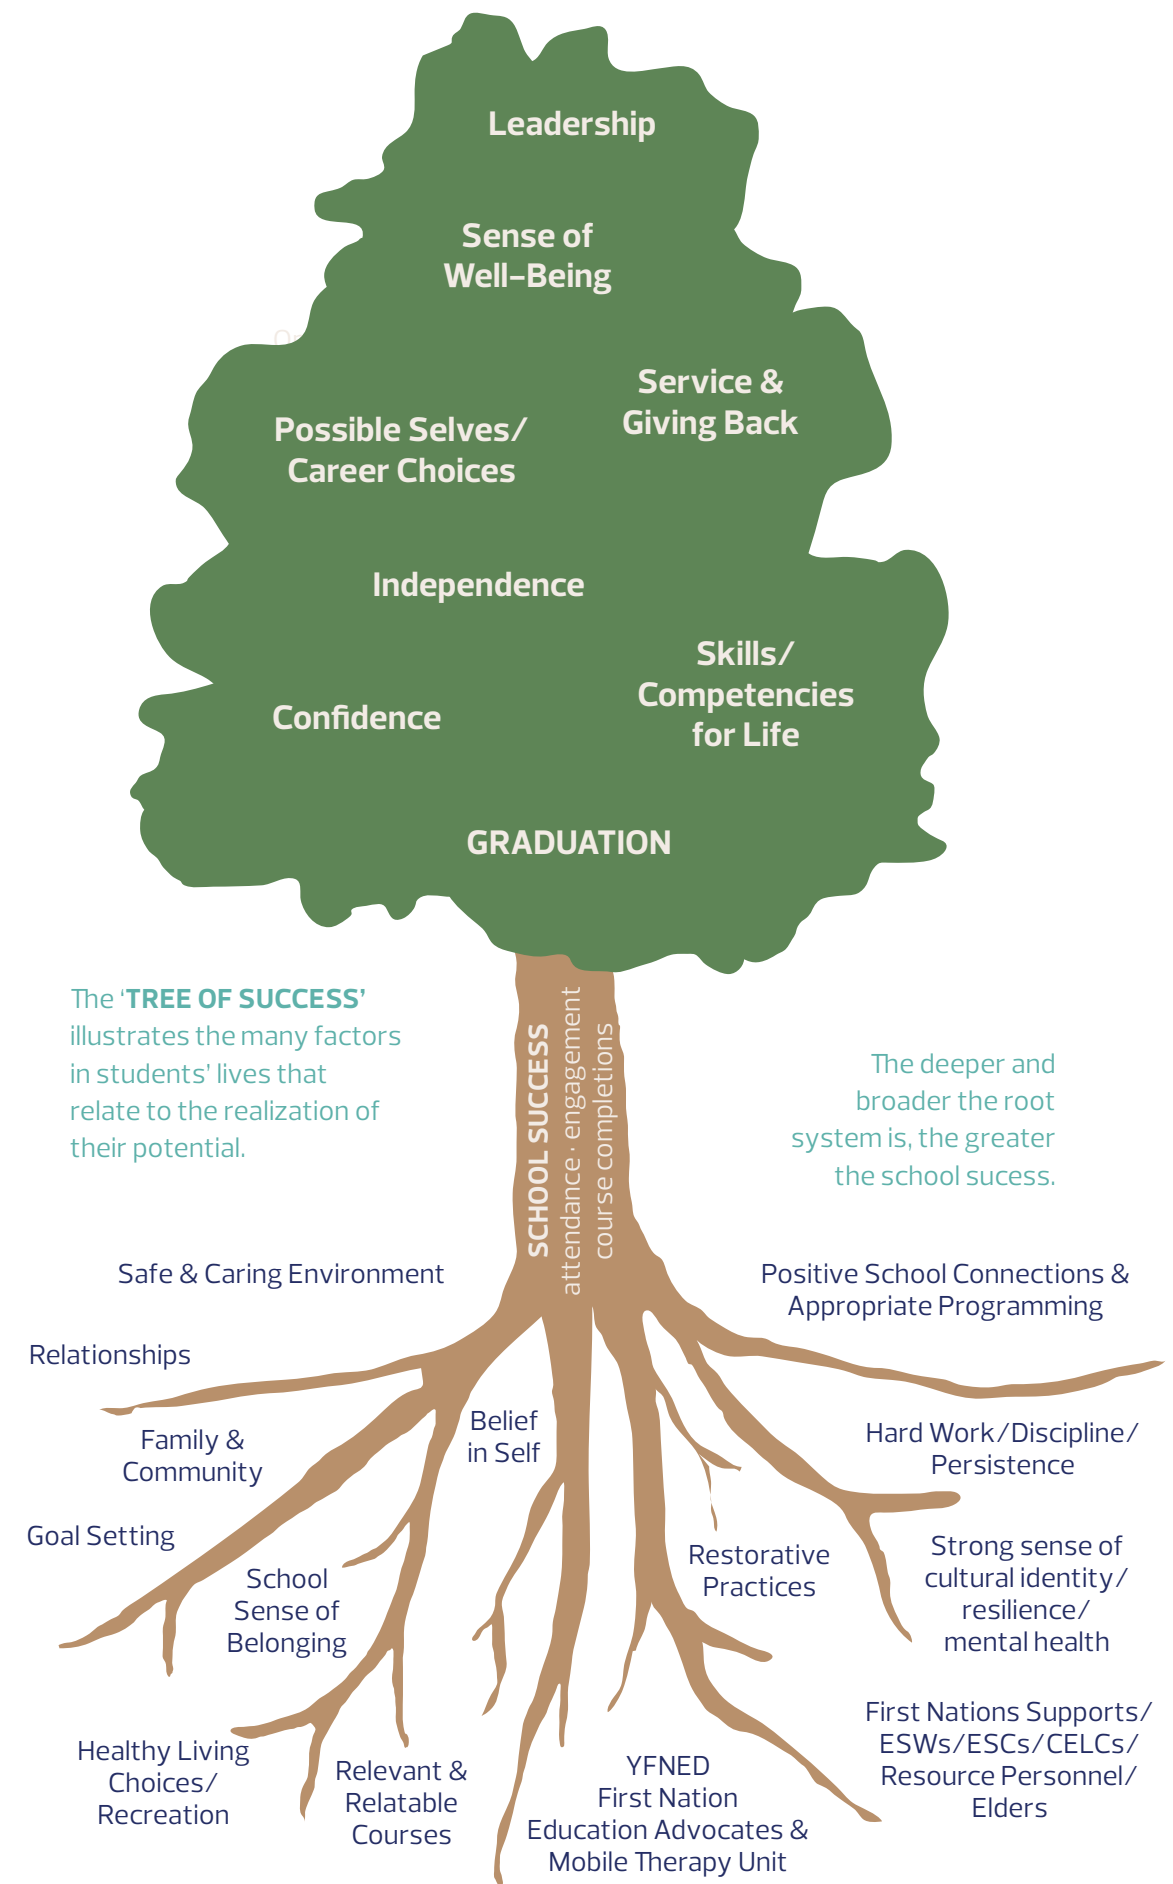 Leadership
Sense of
Well-Being
Service &
Giving Back
Possible Selves/
Career Choices
Independence
Skills/
Competencies
for Life
Confidence
GRADUATION
The ‘TREE OF SUCCESS’
illustrates the many factors
in students’ lives that
relate to the realization of
their potential.
SCHOOL SUCCESS
attendance · engagement
course completions
The deeper and
broader the root
system is, the greater
the school sucess.
Safe & Caring Environment
Positive School Connections &
Appropriate Programming
Relationships
Family &
Community
Belief
in Self
Hard Work/Discipline/
Persistence
Goal Setting
School
Sense of
Belonging
Restorative
Practices
Strong sense of
cultural identity/
resilience/
mental health
Healthy Living
Choices/
Recreation
Relevant &
Relatable
Courses
YFNED
First Nation
Education Advocates &
Mobile Therapy Unit
First Nations Supports/
ESWs/ESCs/CELCs/
Resource Personnel/
Elders